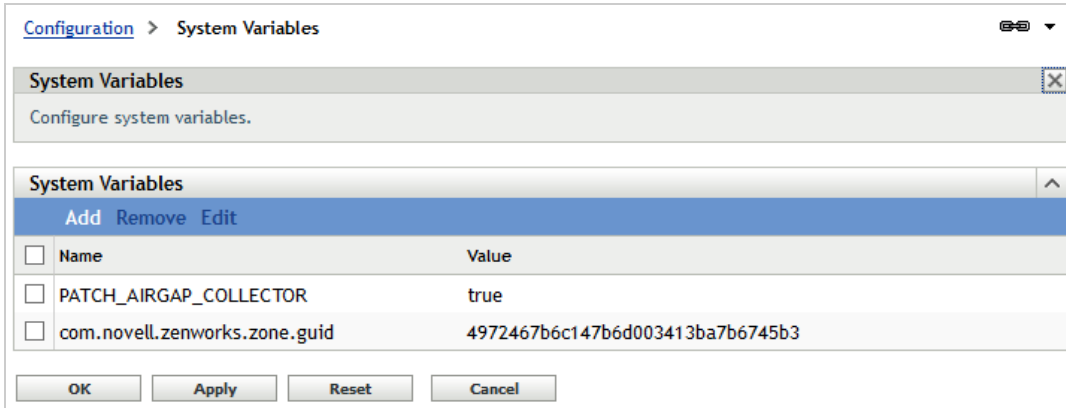 Configuration > System Variables
System Variables
Configure system variables.
System Variables
Add Remove Edit
Name Value
PATCH_AIRGAP_COLLECTOR true
com.novell.zenworks.zone.guid 4972467b6c147b6d003413ba7b6745b3
OK Apply Reset Cancel